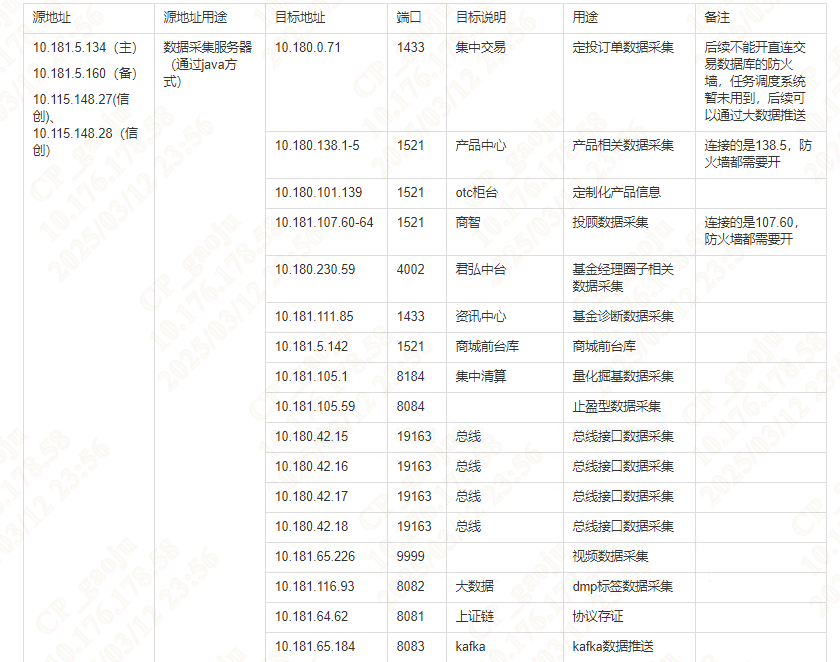 源地址 源地址用途 目标地址 端口 目标说明 用途 备注
10.181.5.134（主）
10.181.5.160（备）
10.115.148.27(信
创)、
10.115.148.28（信
创）
数据采集服务器
（通过java方
式）
10.180.0.71 1433 集中交易 定投订单数据采集
后续不能开直连交
易数据库的防火
墙，任务调度系统
暂未用到，后续可
以通过大数据推送
10.180.138.1-5 1521 产品中心 产品相关数据采集
连接的是138.5，防
火墙都需要开
10.180.101.139 1521 otc柜台 定制化产品信息
10.181.107.60-64 1521 商智 投顾数据采集
连接的是107.60，
防火墙都需要开
10.180.230.59 4002 君弘中台
基金经理圈子相关
数据采集
10.181.111.85 1433 资讯中心 基金诊断数据采集
10.181.5.142 1521 商城前台库 商城前台库
10.181.105.1 8184 集中清算 量化掘基数据采集
10.181.105.59 8084 止盈型数据采集
10.180.42.15 19163 总线 总线接口数据采集
10.180.42.16 19163 总线 总线接口数据采集
10.180.42.17 19163 总线 总线接口数据采集
10.180.42.18 19163 总线 总线接口数据采集
10.181.65.226 9999 视频数据采集
10.181.116.93 8082 大数据 dmp标签数据采集
10.181.64.62 8081 上证链 协议存证
10.181.65.184 8083 kafka kafka数据推送
CP_gaoju
10.176.178.58
2025/03/12 23:56